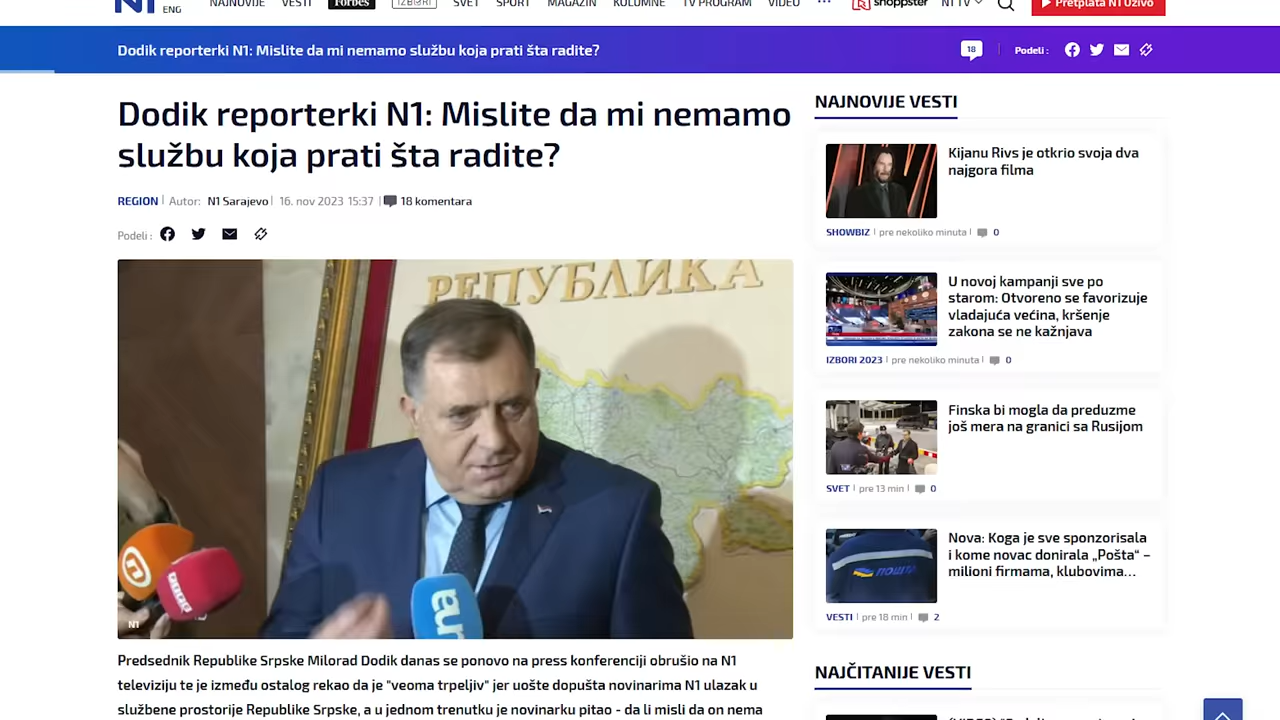 N1 ENG
NAJNOVIJE VESTI Forbes IZBORI SVET SPORT MAGAZIN KOLUMNE TV PROGRAM VIDEO ... shoppster N1 TV Pretplata N1 Uživo
Dodik reporterki N1: Mislite da mi nemamo službu koja prati šta radite?
18
Podeli :
Dodik reporterki N1: Mislite da mi nemamo
službu koja prati šta radite?
REGION Autor: N1 Sarajevo 16. nov 2023 15:37 18 komentara
Podeli :
РЕПУБЛИКА
una
N1
Predsednik Republike Srpske Milorad Dodik danas se ponovo na press konferenciji obrušio na N1
televiziju te je između ostalog rekao da je "veoma trpeljiv" jer uošte dopušta novinarima N1 ulazak u
službene prostorije Republike Srpske, a u jednom trenutku je novinarku pitao - da li misli da on nema
NAJNOVIJE VESTI
Kijanu Rivs je otkrio svoja dva
najgora filma
SHOWBIZ pre nekoliko minuta 0
U novoj kampanji sve po
starom: Otvoreno se favorizuje
vladajuća većina, kršenje
zakona se ne kažnjava
IZBORI 2023 pre nekoliko minuta 0
Finska bi mogla da preduzme
još mera na granici sa Rusijom
SVET pre 13 min 0
Nova: Koga je sve sponzorisala
i kome novac donirala „Pošta“ –
milioni firmama, klubovima...
ПОШТА
VESTI pre 18 min 2
NAJČITANIJE VESTI